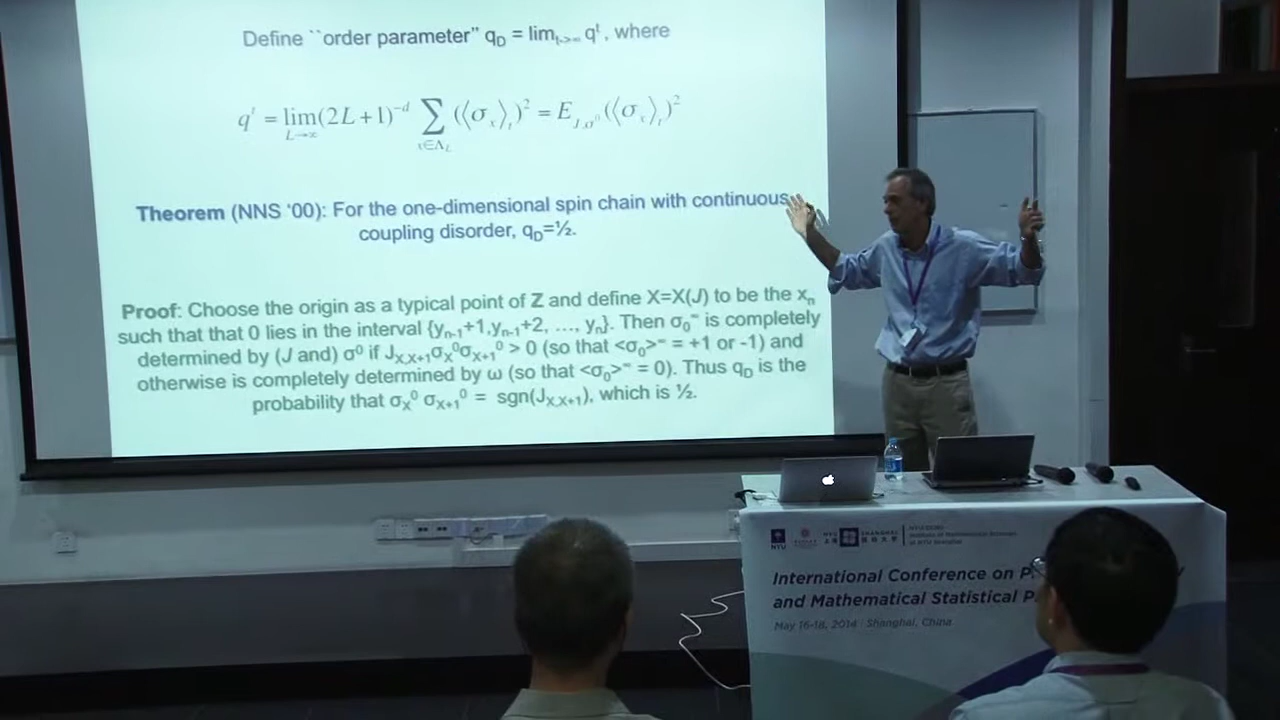 Define ``order parameter" q_D = lim_{t->∞} q^t , where
q^t = lim_{L→∞} (2L+1)^{-d} ∑_{x∈Λ_L} (⟨σ_x⟩_t)^2 = E_{J,σ^0} (⟨σ_x⟩_t)^2
Theorem (NNS '00): For the one-dimensional spin chain with continuous
coupling disorder, q_D=½.
Proof: Choose the origin as a typical point of Z and define X=X(J) to be the x_n
such that that 0 lies in the interval {y_{n-1}+1,y_{n-1}+2, ..., y_n}. Then σ_0^∞ is completely
determined by (J and) σ^0 if J_{X,X+1}σ_X^0σ_{X+1}^0 > 0 (so that <σ_0>^∞ = +1 or -1) and
otherwise is completely determined by ω (so that <σ_0>^∞ = 0). Thus q_D is the
probability that σ_X^0 σ_{X+1}^0 = sgn(J_{X,X+1}), which is ½.
NYU
SHANGHAI
International Conference on
and Mathematical Statistical
May 16-18, 2014 | Shanghai, China